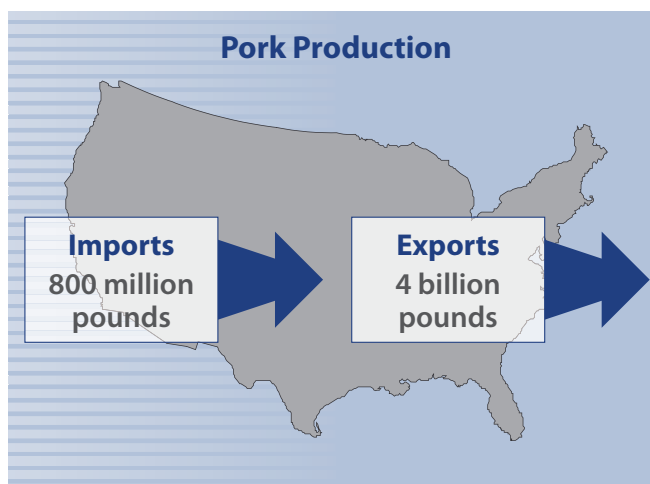 Pork Production
Imports
800 million
pounds
Exports
4 billion
pounds